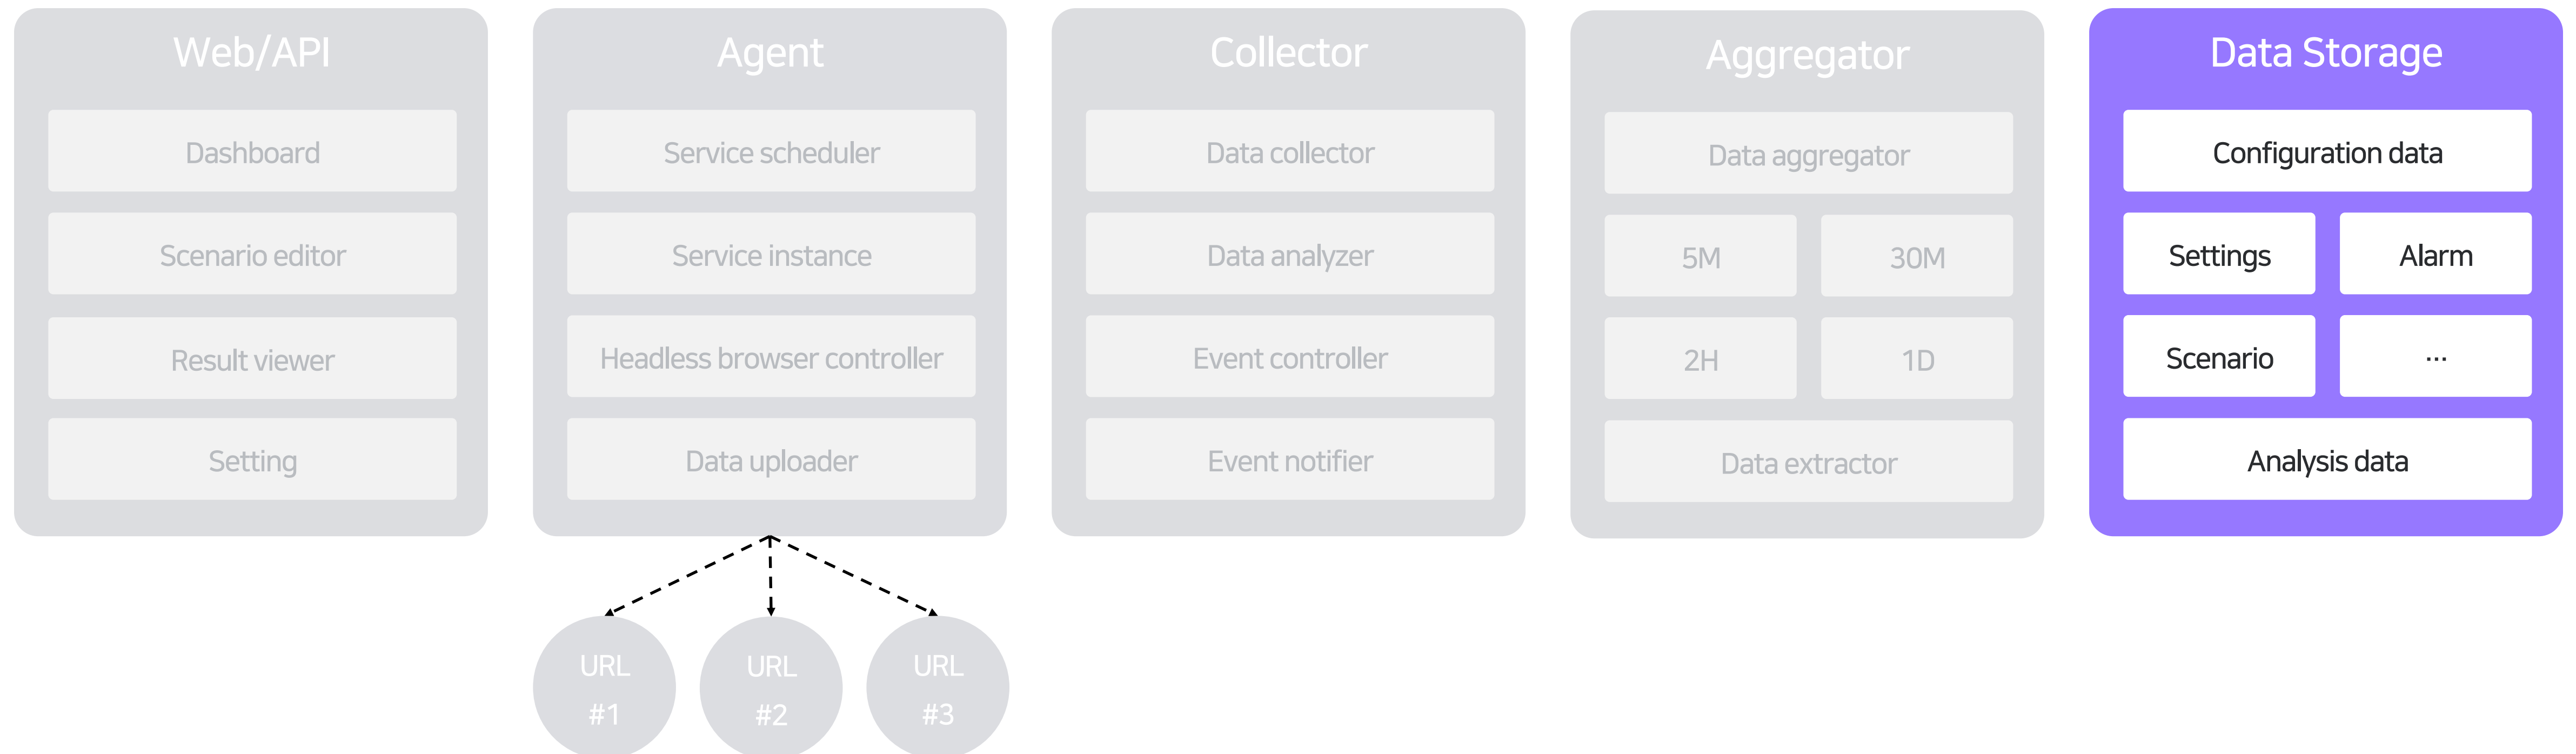 Web/API
Dashboard
Scenario editor
Result viewer
Setting
Agent
Service scheduler
Service instance
Headless browser controller
Data uploader
URL
#1
URL
#2
URL
#3
Collector
Data collector
Data analyzer
Event controller
Event notifier
Aggregator
Data aggregator
5M
30M
2H
1D
Data extractor
Data Storage
Configuration data
Settings
Alarm
Scenario
...
Analysis data